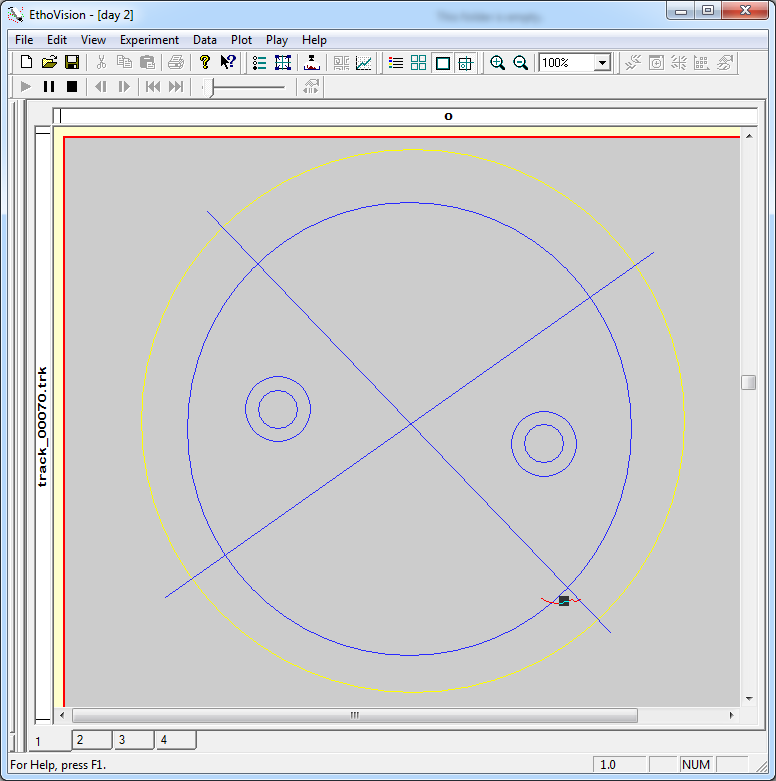 EthoVision - [day 2]
This folder is empty.
File Edit View Experiment Data Plot Play Help
100%
o
track_00070.trk
1 2 3 4
For Help, press F1.
1.0
NUM